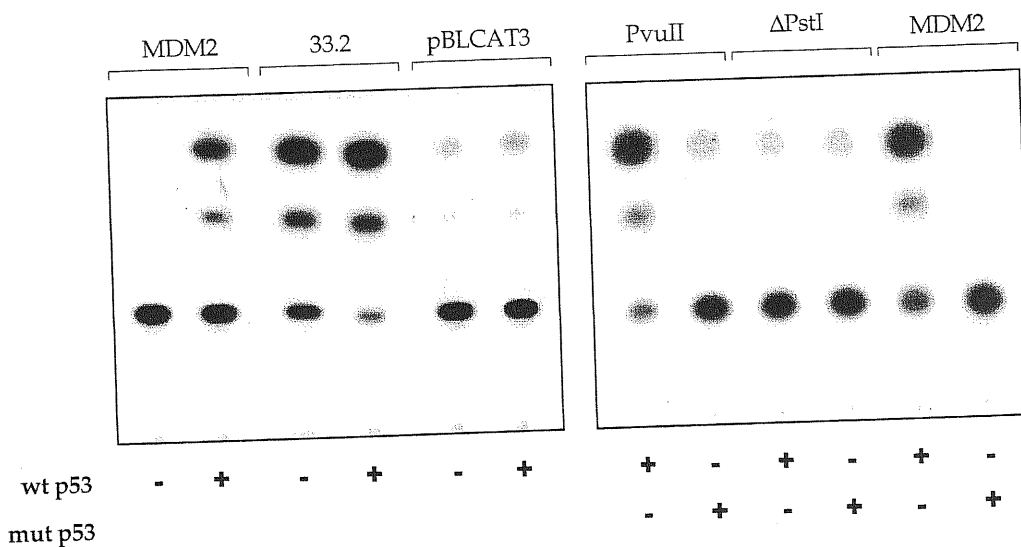 MDM2 33.2 pBLCAT3 PvuII ΔPstI MDM2
wt p53 - + - + - + + - + - + -
mut p53 - + - + - +